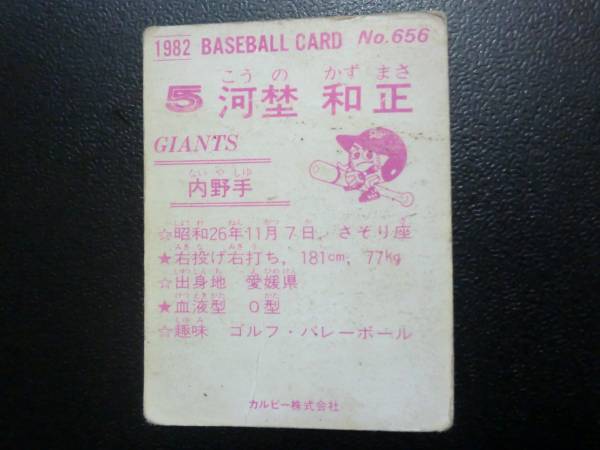 1982 BASEBALL CARD No.656
こうの かずまさ
5 河埜 和正
GIANTS
ないやしゅ
内野手
☆昭和26年11月7日,さそり座
★右投げ右打ち,181cm,77kg
☆出身地 愛媛県
★血液型 O型
☆趣味 ゴルフ・バレーボール
カルビー株式会社